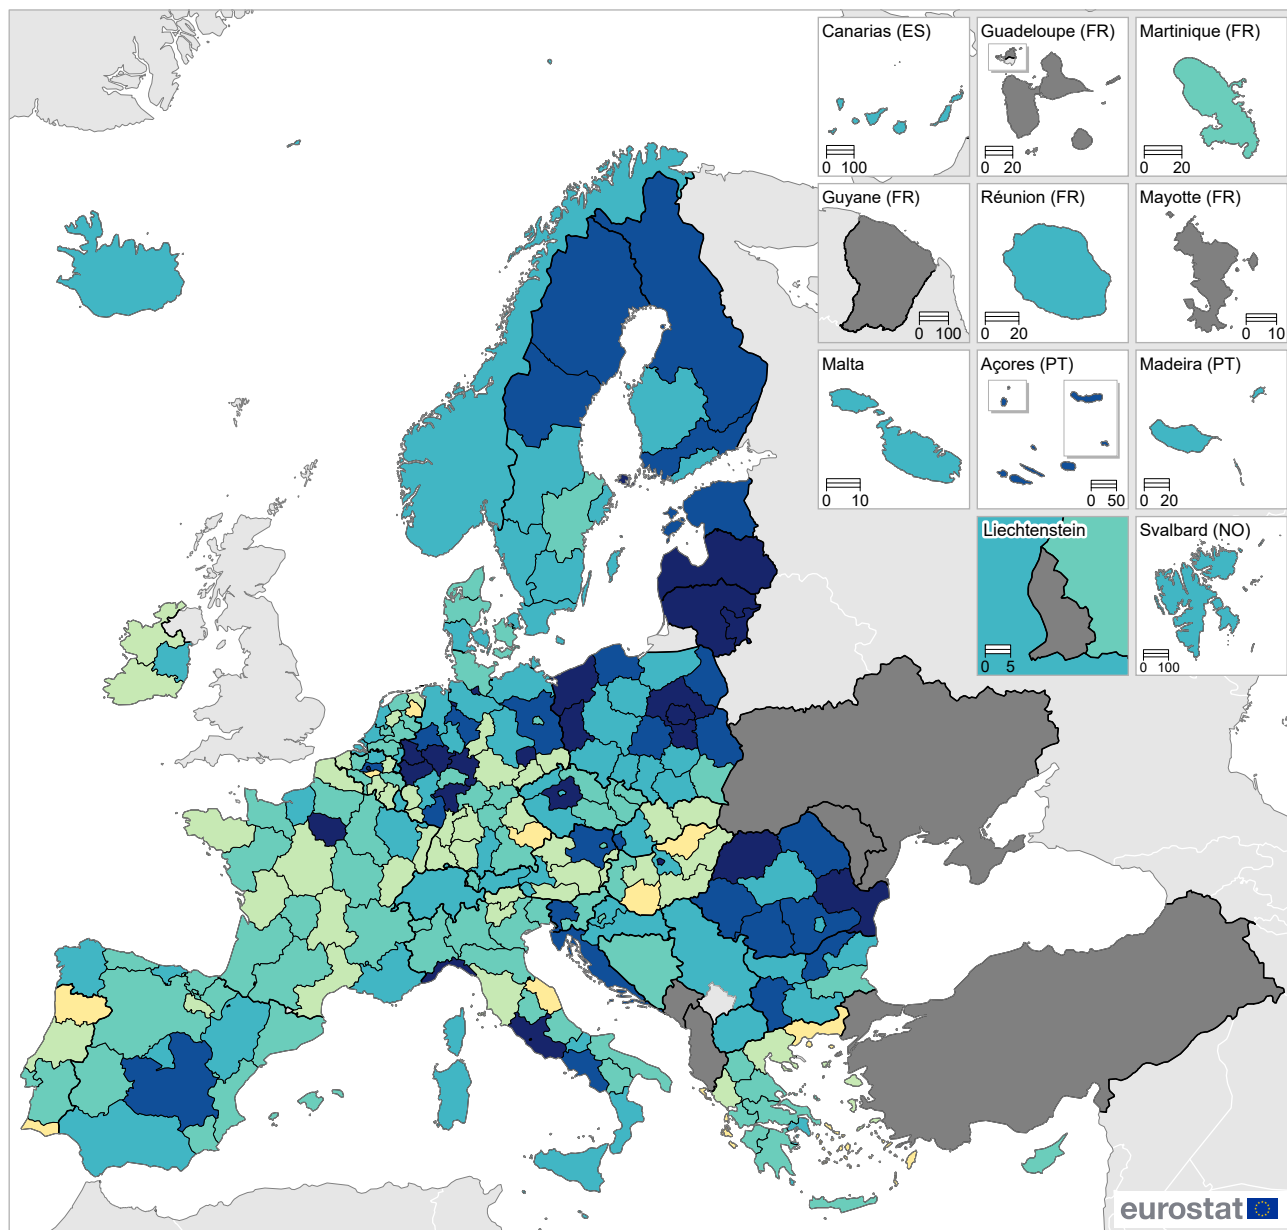 Canarias (ES)
0 100
Guadeloupe (FR)
0 20
Martinique (FR)
0 20
Guyane (FR)
0 100
Réunion (FR)
0 20
Mayotte (FR)
0 10
Malta
0 10
Açores (PT)
0 50
Madeira (PT)
0 20
Liechtenstein
0 5
Svalbard (NO)
0 100
eurostat